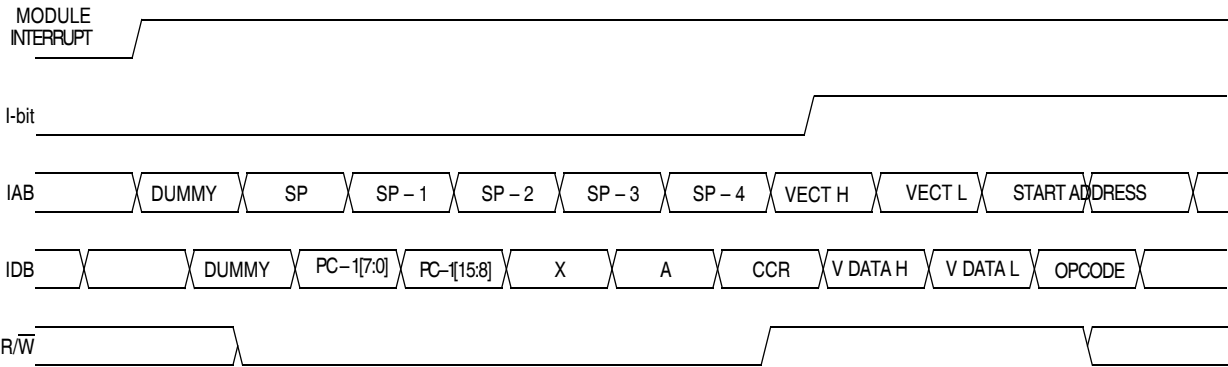 MODULE
INTERRUPT
I-bit
IAB DUMMY SP SP – 1 SP – 2 SP – 3 SP – 4 VECT H VECT L START ADDRESS
IDB DUMMY PC – 1[7:0] PC–1[15:8] X A CCR V DATA H V DATA L OPCODE
R/W̅